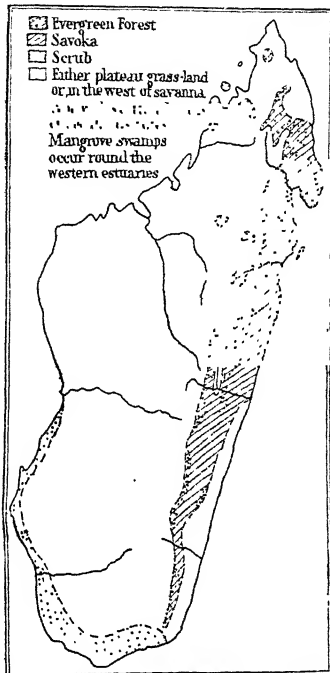 Evergreen Forest
Savoka
Scrub
Either plateau grass-land
or, in the west of savanna
Mangrove swamps
occur round the
western estuaries